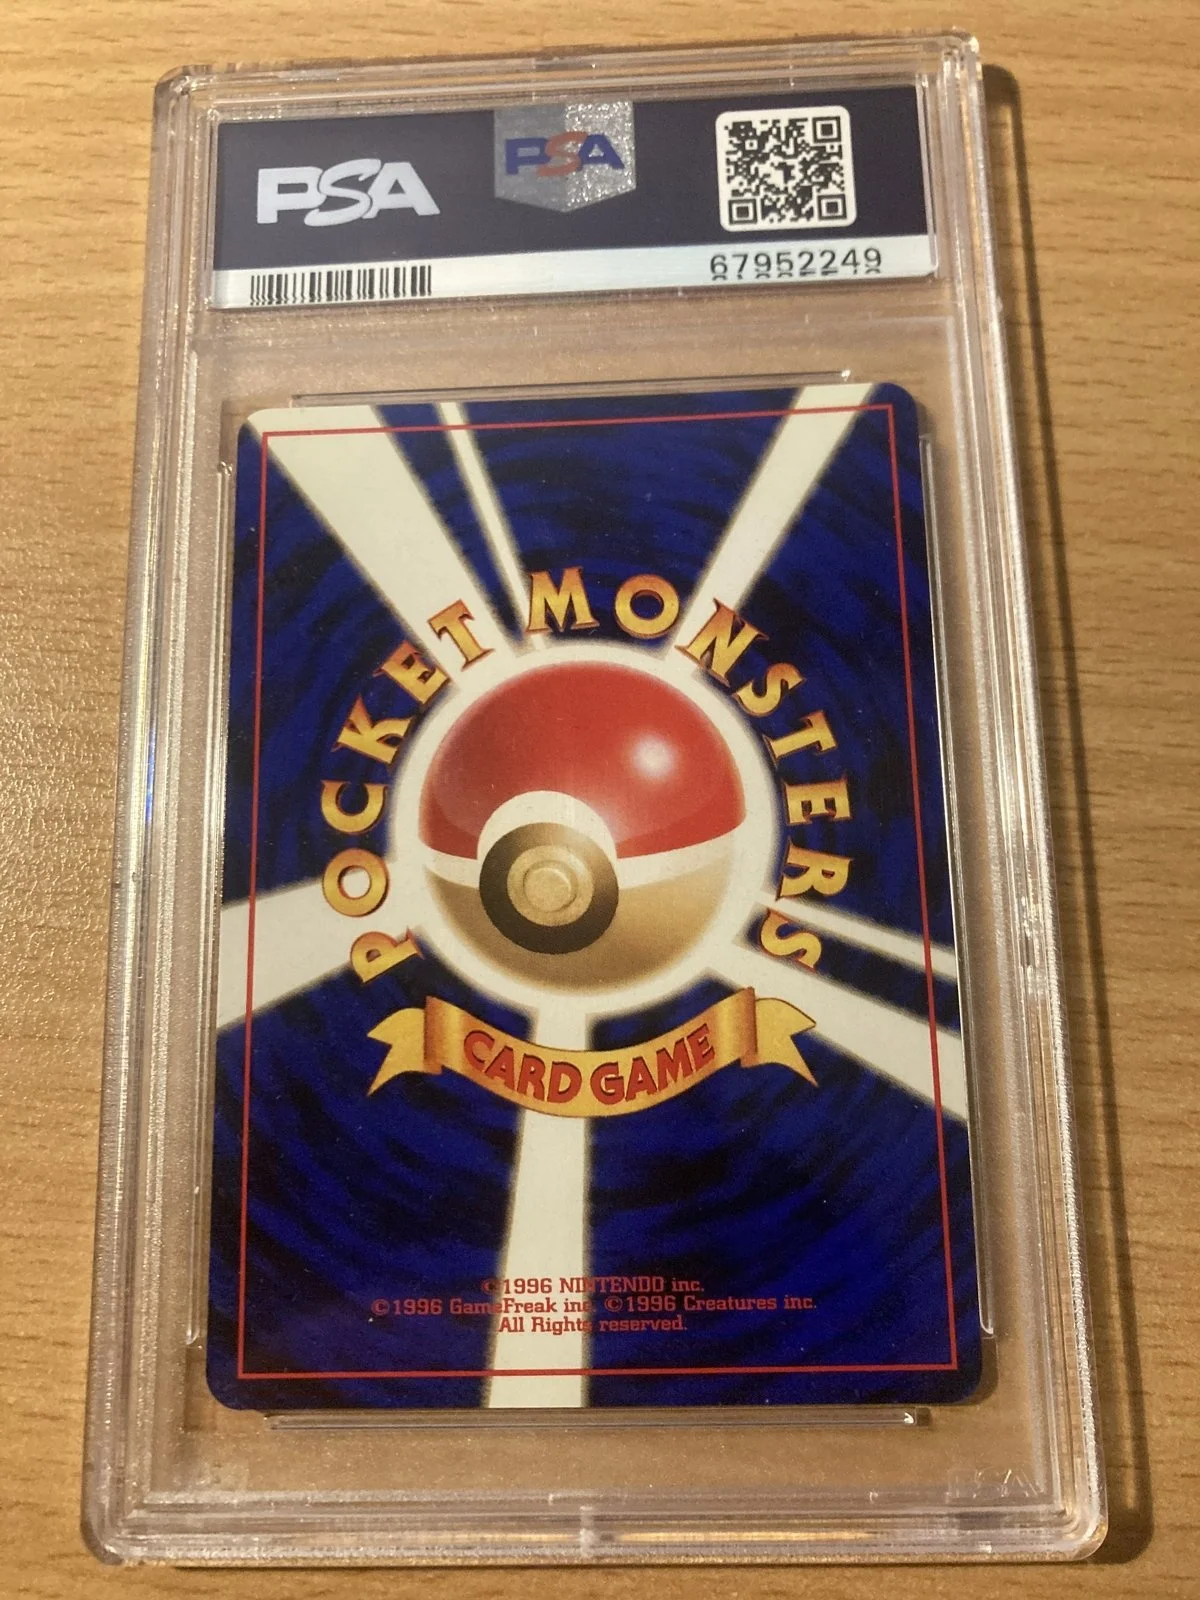 PSA
PSA
67952249
POCKET MONSTERS
CARD GAME
©1996 NINTENDO inc.
©1996 GameFreak inc. ©1996 Creatures inc.
All Rights reserved.